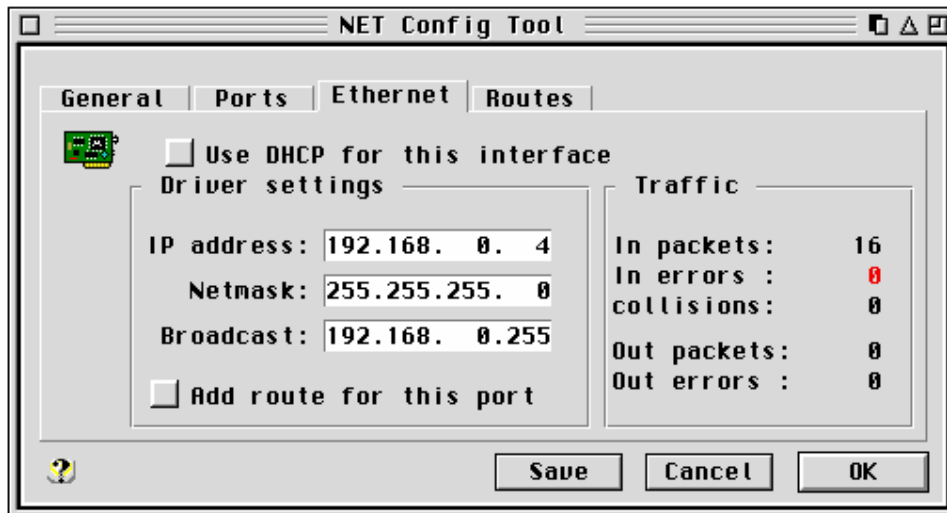 NET Config Tool
General Ports Ethernet Routes
Use DHCP for this interface
Driver settings
IP address: 192.168.  0.  4
Netmask: 255.255.255.  0
Broadcast: 192.168.  0.255
Add route for this port
Traffic
In packets: 16
In errors : 0
collisions: 0
Out packets: 0
Out errors : 0
?
Save Cancel OK